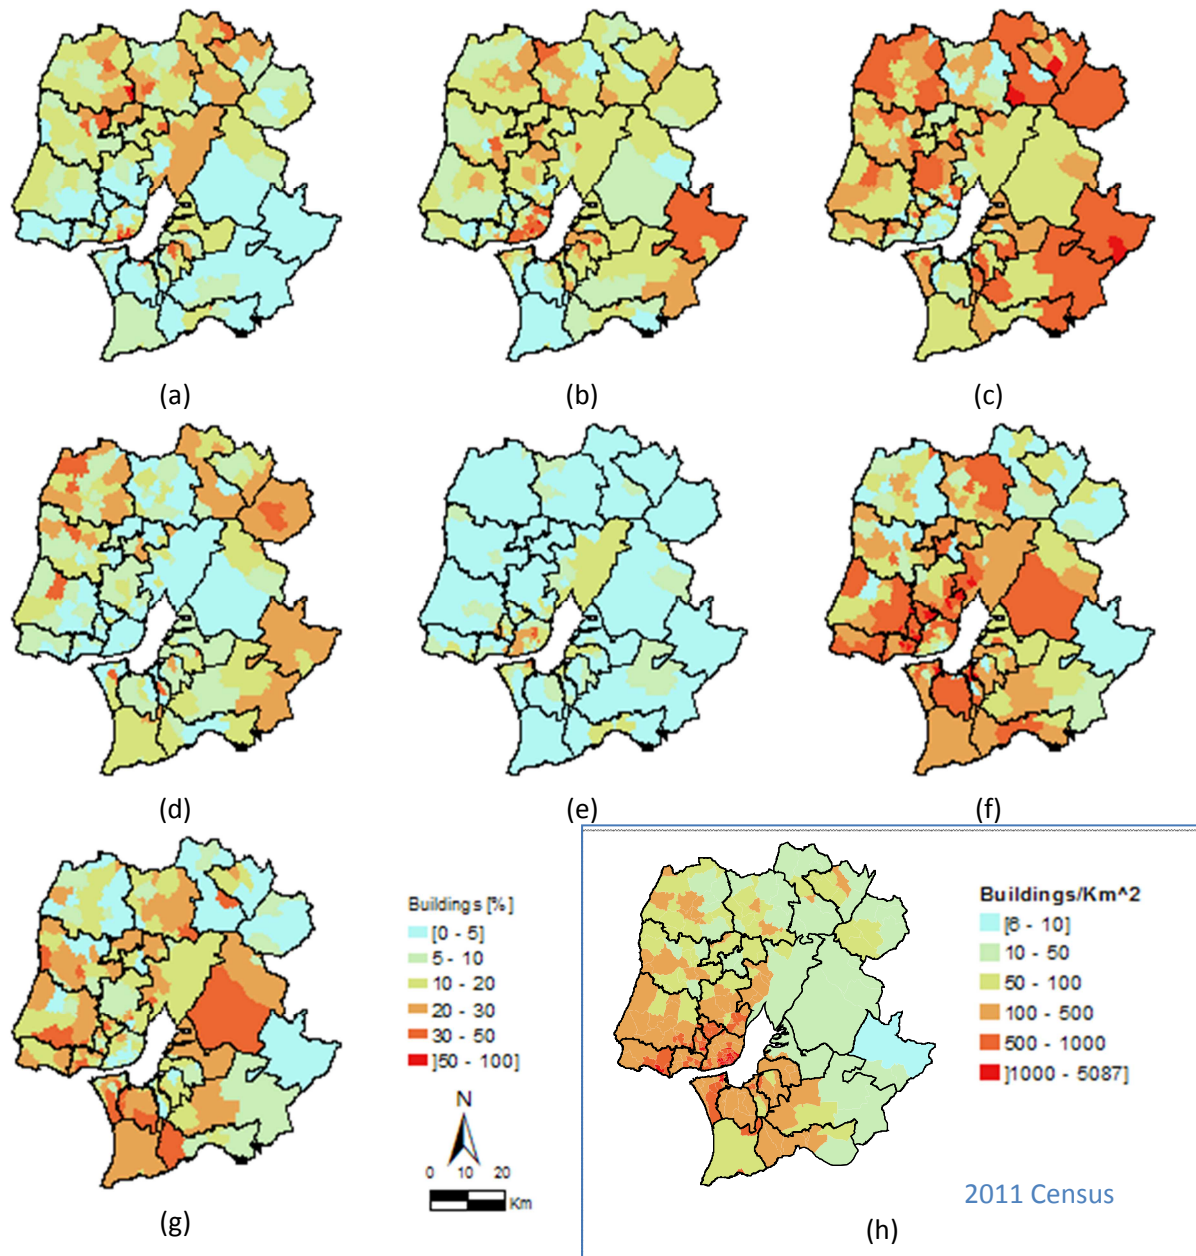 (a)
(b)
(c)
(d)
(e)
(f)
Buildings [%]
[0 - 5]
5 - 10
10 - 20
20 - 30
30 - 50
]50 - 100]
N
0 10 20
Km
(g)
Buildings/Km^2
[6 - 10]
10 - 50
50 - 100
100 - 500
500 - 1000
]1000 - 5087]
2011 Census
(h)